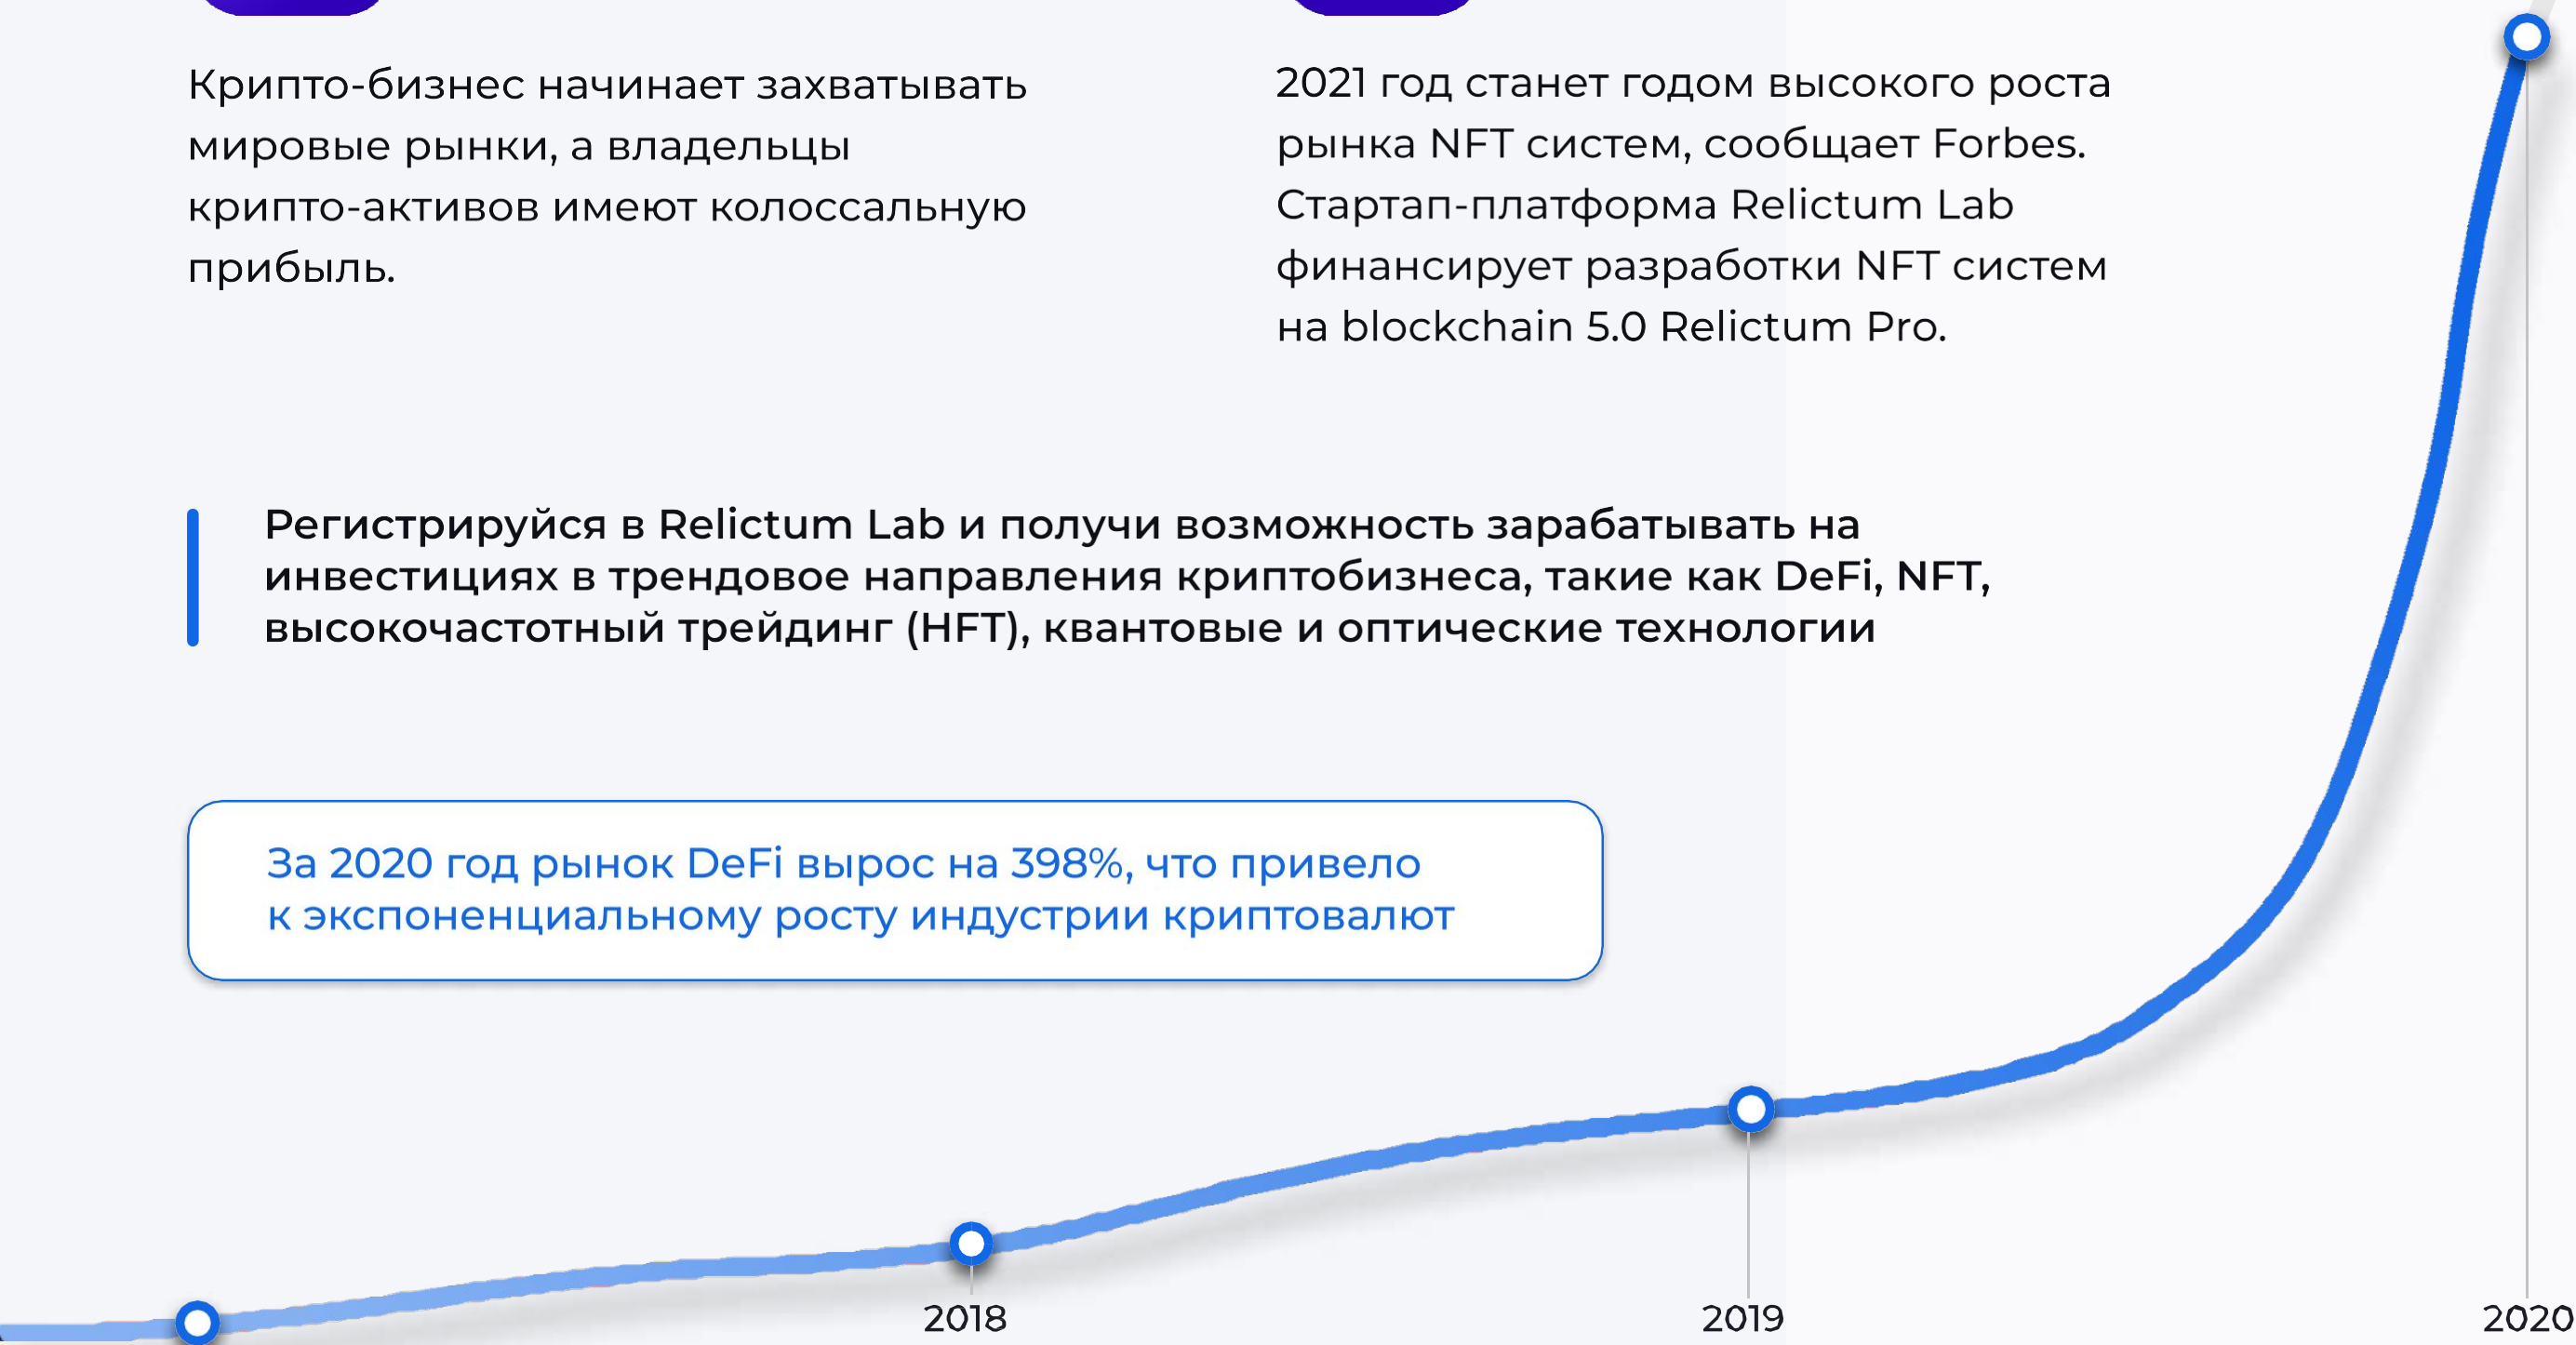 Крипто-бизнес начинает захватывать
мировые рынки, а владельцы
крипто-активов имеют колоссальную
прибыль.
2021 год станет годом высокого роста
рынка NFT систем, сообщает Forbes.
Стартап-платформа Relictum Lab
финансирует разработки NFT систем
на blockchain 5.0 Relictum Pro.
Регистрируйся в Relictum Lab и получи возможность зарабатывать на
инвестициях в трендовое направления криптобизнеса, такие как DeFi, NFT,
высокочастотный трейдинг (HFT), квантовые и оптические технологии
За 2020 год рынок DeFi вырос на 398%, что привело
к экспоненциальному росту индустрии криптовалют
2018
2019
2020